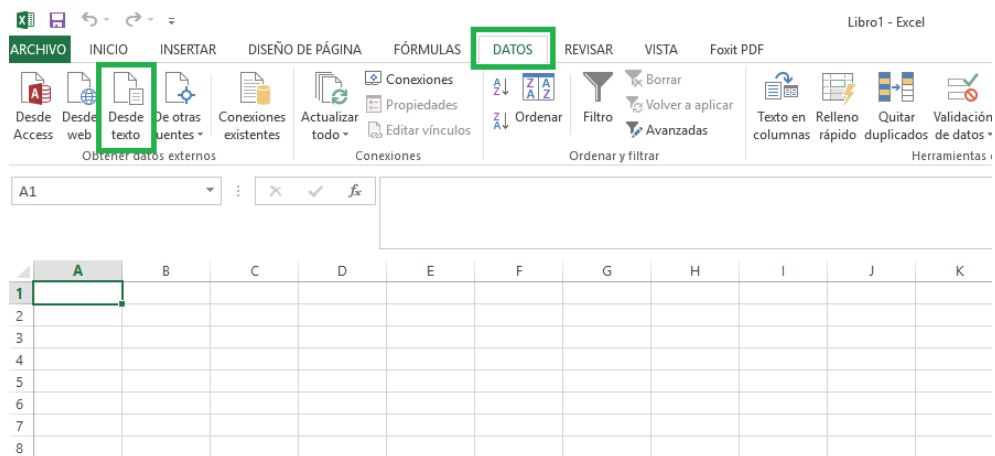 Libro1 - Excel
ARCHIVO INICIO INSERTAR DISEÑO DE PÁGINA FÓRMULAS DATOS REVISAR VISTA Foxit PDF
Desde Access
Desde web
Desde texto
De otras uentes
Conexiones existentes
Obtener datos externos
Actualizar todo
Conexiones
Propiedades
Editar vínculos
Conexiones
Ordenar
Filtro
Borrar
Volver a aplicar
Avanzadas
Ordenar y filtrar
Texto en columnas
Relleno rápido
Quitar duplicados
Validación de datos
Herramientas
A1
fx
A B C D E F G H I J K
1
2
3
4
5
6
7
8